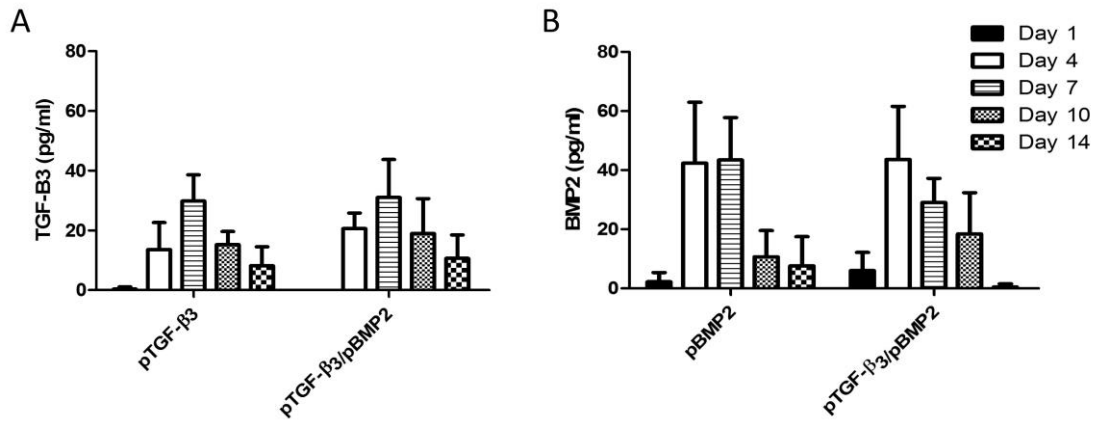 A
80
60
40
20
0
TGF-B3 (pg/ml)
pTGF-β3
pTGF-β3/pBMP2
B
80
60
40
20
0
BMP2 (pg/ml)
pBMP2
pTGF-β3/pBMP2
Day 1
Day 4
Day 7
Day 10
Day 14